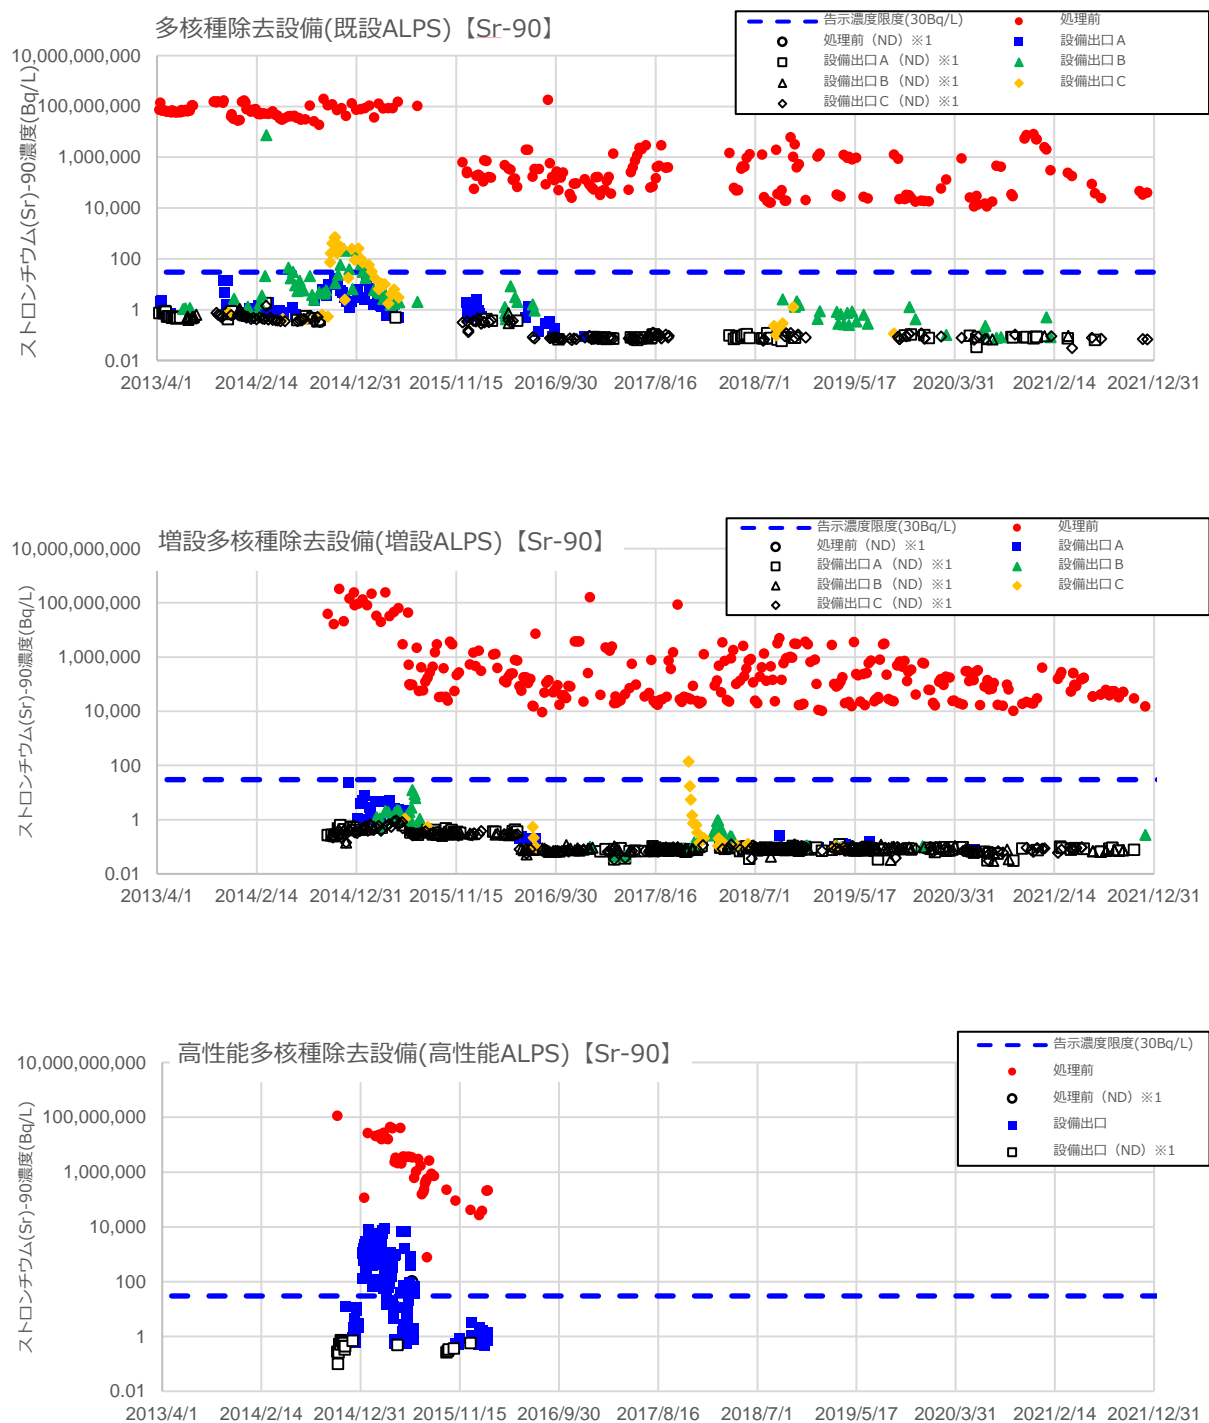 多核種除去設備(既設ALPS)【Sr-90】
告示濃度限度(30Bq/L)
処理前
処理前（ND）※1
設備出口A
設備出口A（ND）※1
設備出口B
設備出口B（ND）※1
設備出口C
設備出口C（ND）※1
ストロンチウム(Sr)-90濃度(Bq/L)
10,000,000,000
100,000,000
1,000,000
10,000
100
1
0.01
2013/4/1
2014/2/14
2014/12/31
2015/11/15
2016/9/30
2017/8/16
2018/7/1
2019/5/17
2020/3/31
2021/2/14
2021/12/31
増設多核種除去設備(増設ALPS)【Sr-90】
告示濃度限度(30Bq/L)
処理前
処理前（ND）※1
設備出口A
設備出口A（ND）※1
設備出口B
設備出口B（ND）※1
設備出口C
設備出口C（ND）※1
ストロンチウム(Sr)-90濃度(Bq/L)
10,000,000,000
100,000,000
1,000,000
10,000
100
1
0.01
2013/4/1
2014/2/14
2014/12/31
2015/11/15
2016/9/30
2017/8/16
2018/7/1
2019/5/17
2020/3/31
2021/2/14
2021/12/31
高性能多核種除去設備(高性能ALPS)【Sr-90】
告示濃度限度(30Bq/L)
処理前
処理前（ND）※1
設備出口
設備出口（ND）※1
ストロンチウム(Sr)-90濃度(Bq/L)
10,000,000,000
100,000,000
1,000,000
10,000
100
1
0.01
2013/4/1
2014/2/14
2014/12/31
2015/11/15
2016/9/30
2017/8/16
2018/7/1
2019/5/17
2020/3/31
2021/2/14
2021/12/31